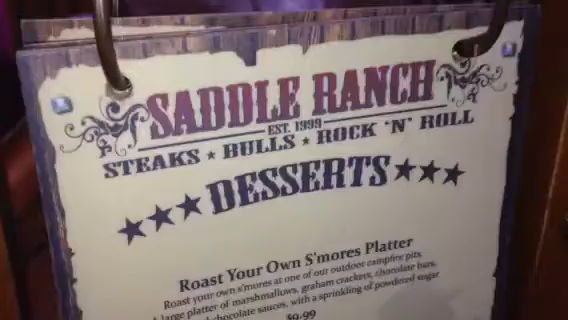 SADDLE RANCH
EST. 1999
STEAKS ★ BULLS ★ ROCK 'N' ROLL
★★★ DESSERTS ★★★
Roast Your Own S'mores Platter
Roast your own s'mores at one of our outdoor campfire pits.
large platter of marshmallows, graham crackers, chocolate bars,
chocolate sauces, with a sprinkling of powdered sugar
$9.99